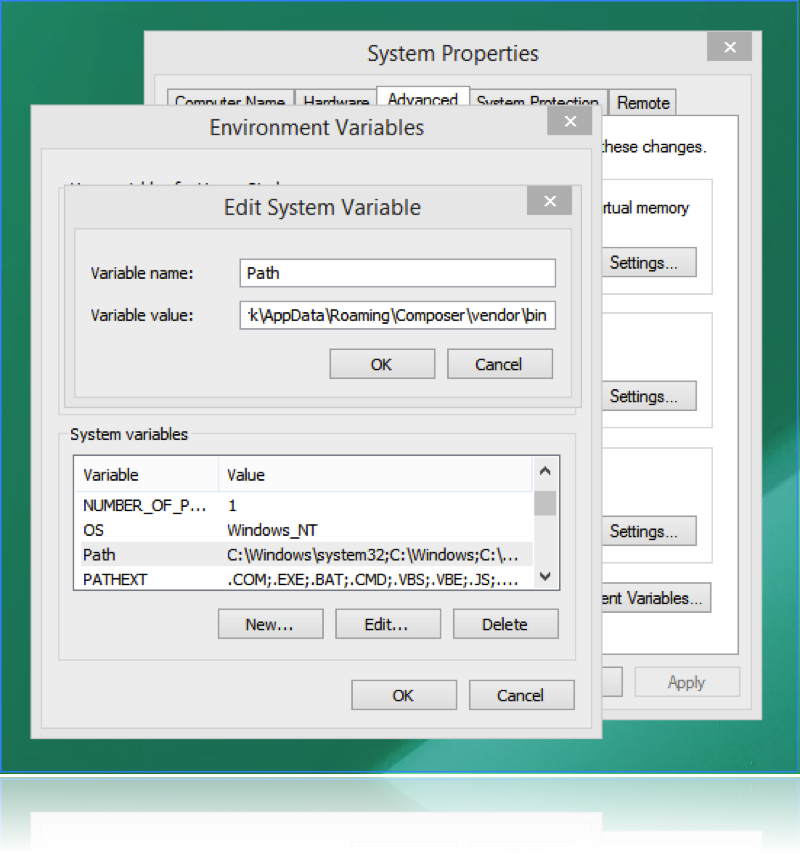 System Properties
Computer Name Hardware Advanced System Protection Remote
these changes.
rtual memory
Settings...
Settings...
Settings...
ent Variables...
Apply
Environment Variables
Edit System Variable
Variable name: Path
Variable value: k\AppData\Roaming\Composer\vendor\bin
OK Cancel
System variables
Variable Value
NUMBER_OF_P... 1
OS Windows_NT
Path C:\Windows\system32;C:\Windows;C:\...
PATHEXT .COM;.EXE;.BAT;.CMD;.VBS;.VBE;.JS;....
New... Edit... Delete
OK Cancel